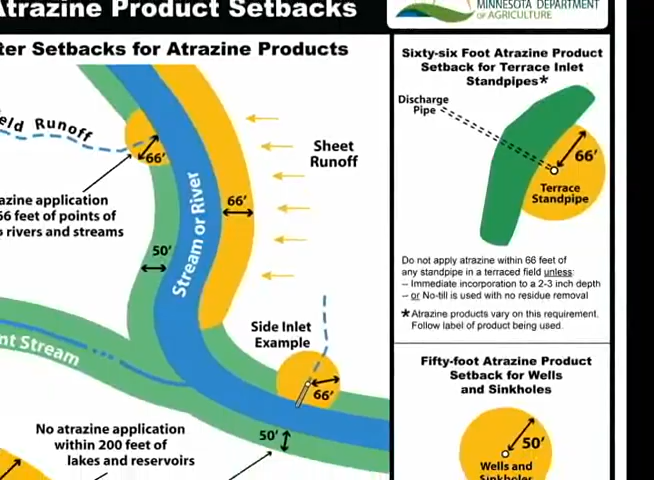 Atrazine Product Setbacks
MINNESOTA DEPARTMENT
OF AGRICULTURE
ter Setbacks for Atrazine Products
eld Runoff
66'
66'
Sheet
Runoff
azine application
66 feet of points of
rivers and streams
50'
Stream or River
Side Inlet
Example
66'
nt Stream
No atrazine application
within 200 feet of
lakes and reservoirs
50'
Sixty-six Foot Atrazine Product
Setback for Terrace Inlet
Standpipes*
Discharge
Pipe
66'
Terrace
Standpipe
Do not apply atrazine within 66 feet of
any standpipe in a terraced field unless:
– Immediate incorporation to a 2-3 inch depth
– or No-till is used with no residue removal
* Atrazine products vary on this requirement.
Follow label of product being used.
Fifty-foot Atrazine Product
Setback for Wells
and Sinkholes
50'
Wells and
Sinkholes